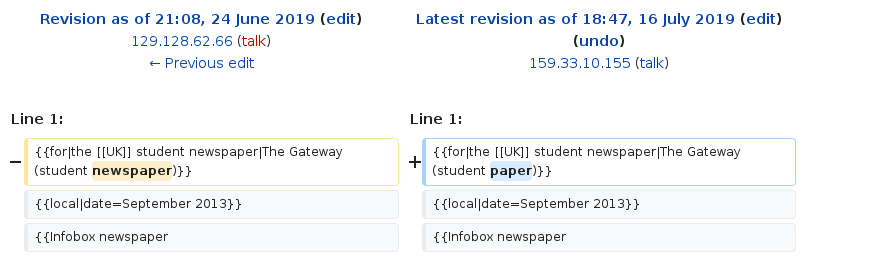 Revision as of 21:08, 24 June 2019 (edit)
129.128.62.66 (talk)
← Previous edit
Latest revision as of 18:47, 16 July 2019 (edit)
(undo)
159.33.10.155 (talk)
Line 1:
Line 1:
− {{for|the [[UK]] student newspaper|The Gateway
(student newspaper)}}
+ {{for|the [[UK]] student newspaper|The Gateway
(student paper)}}
{{local|date=September 2013}}
{{local|date=September 2013}}
{{Infobox newspaper
{{Infobox newspaper